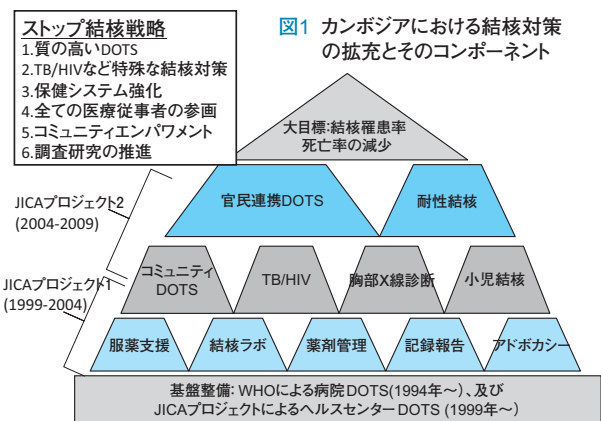 ストップ結核戦略
1.質の高いDOTS
2.TB/HIVなど特殊な結核対策
3.保健システム強化
4.全ての医療従事者の参画
5.コミュニティエンパワメント
6.調査研究の推進
図1 カンボジアにおける結核対策
の拡充とそのコンポーネント
大目標:結核罹患率
死亡率の減少
JICAプロジェクト2
(2004-2009)
官民連携DOTS
耐性結核
JICAプロジェクト1
(1999-2004)
コミュニティ
DOTS
TB/HIV
胸部X線診断
小児結核
服薬支援
結核ラボ
薬剤管理
記録報告
アドボカシー
基盤整備: WHOによる病院DOTS(1994年~)、及び
JICAプロジェクトによるヘルスセンターDOTS (1999年~)